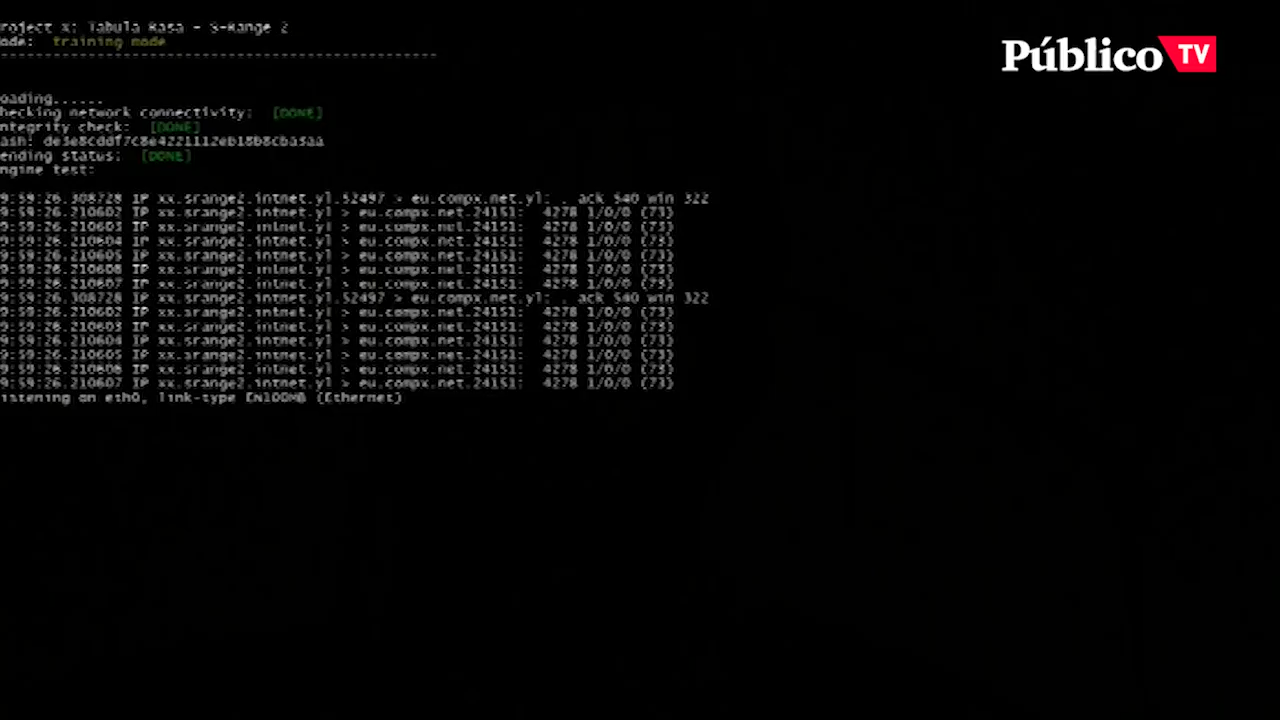 roject X: Tabula Rasa - S-Range 2
ode: training mode
Público TV
oading......
hecking network connectivity: [DONE]
ntegrity check: [DONE]
ash:
ending status: [DONE]
ngine test:
9:59:26.308728 IP xx.srange2.intnet.yl.52497 > eu.compx.net.yl: . ack 540 win 322
9:59:26.210602 IP xx.srange2.intnet.yl > eu.compx.net.24151: 4278 1/0/0 (73)
9:59:26.210603 IP xx.srange2.intnet.yl > eu.compx.net.24151: 4278 1/0/0 (73)
9:59:26.210604 IP xx.srange2.intnet.yl > eu.compx.net.24151: 4278 1/0/0 (73)
9:59:26.210605 IP xx.srange2.intnet.yl > eu.compx.net.24151: 4278 1/0/0 (73)
9:59:26.210606 IP xx.srange2.intnet.yl > eu.compx.net.24151: 4278 1/0/0 (73)
9:59:26.210607 IP xx.srange2.intnet.yl > eu.compx.net.24151: 4278 1/0/0 (73)
9:59:26.308728 IP xx.srange2.intnet.yl.52497 > eu.compx.net.yl: . ack 540 win 322
9:59:26.210602 IP xx.srange2.intnet.yl > eu.compx.net.24151: 4278 1/0/0 (73)
9:59:26.210603 IP xx.srange2.intnet.yl > eu.compx.net.24151: 4278 1/0/0 (73)
9:59:26.210604 IP xx.srange2.intnet.yl > eu.compx.net.24151: 4278 1/0/0 (73)
9:59:26.210605 IP xx.srange2.intnet.yl > eu.compx.net.24151: 4278 1/0/0 (73)
9:59:26.210606 IP xx.srange2.intnet.yl > eu.compx.net.24151: 4278 1/0/0 (73)
9:59:26.210607 IP xx.srange2.intnet.yl > eu.compx.net.24151: 4278 1/0/0 (73)
istening on eth0, link-type EN100MB (Ethernet)